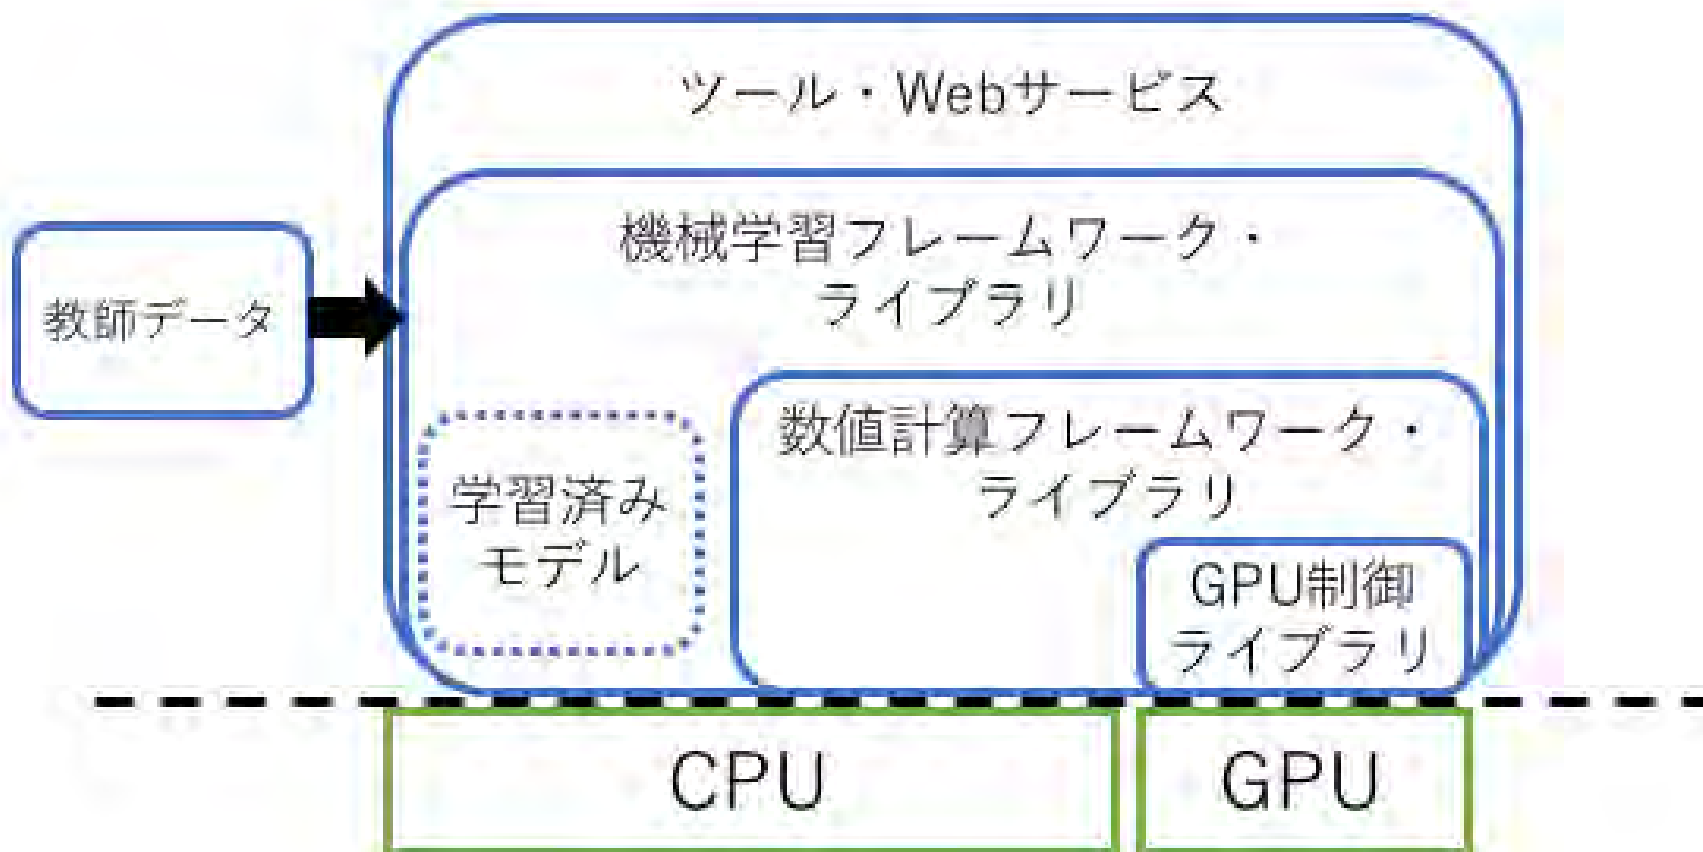 ツール・Webサービス
機械学習フレームワーク・
ライブラリ
教師データ
数値計算フレームワーク・
ライブラリ
学習済み
モデル
GPU制御
ライブラリ
CPU
GPU